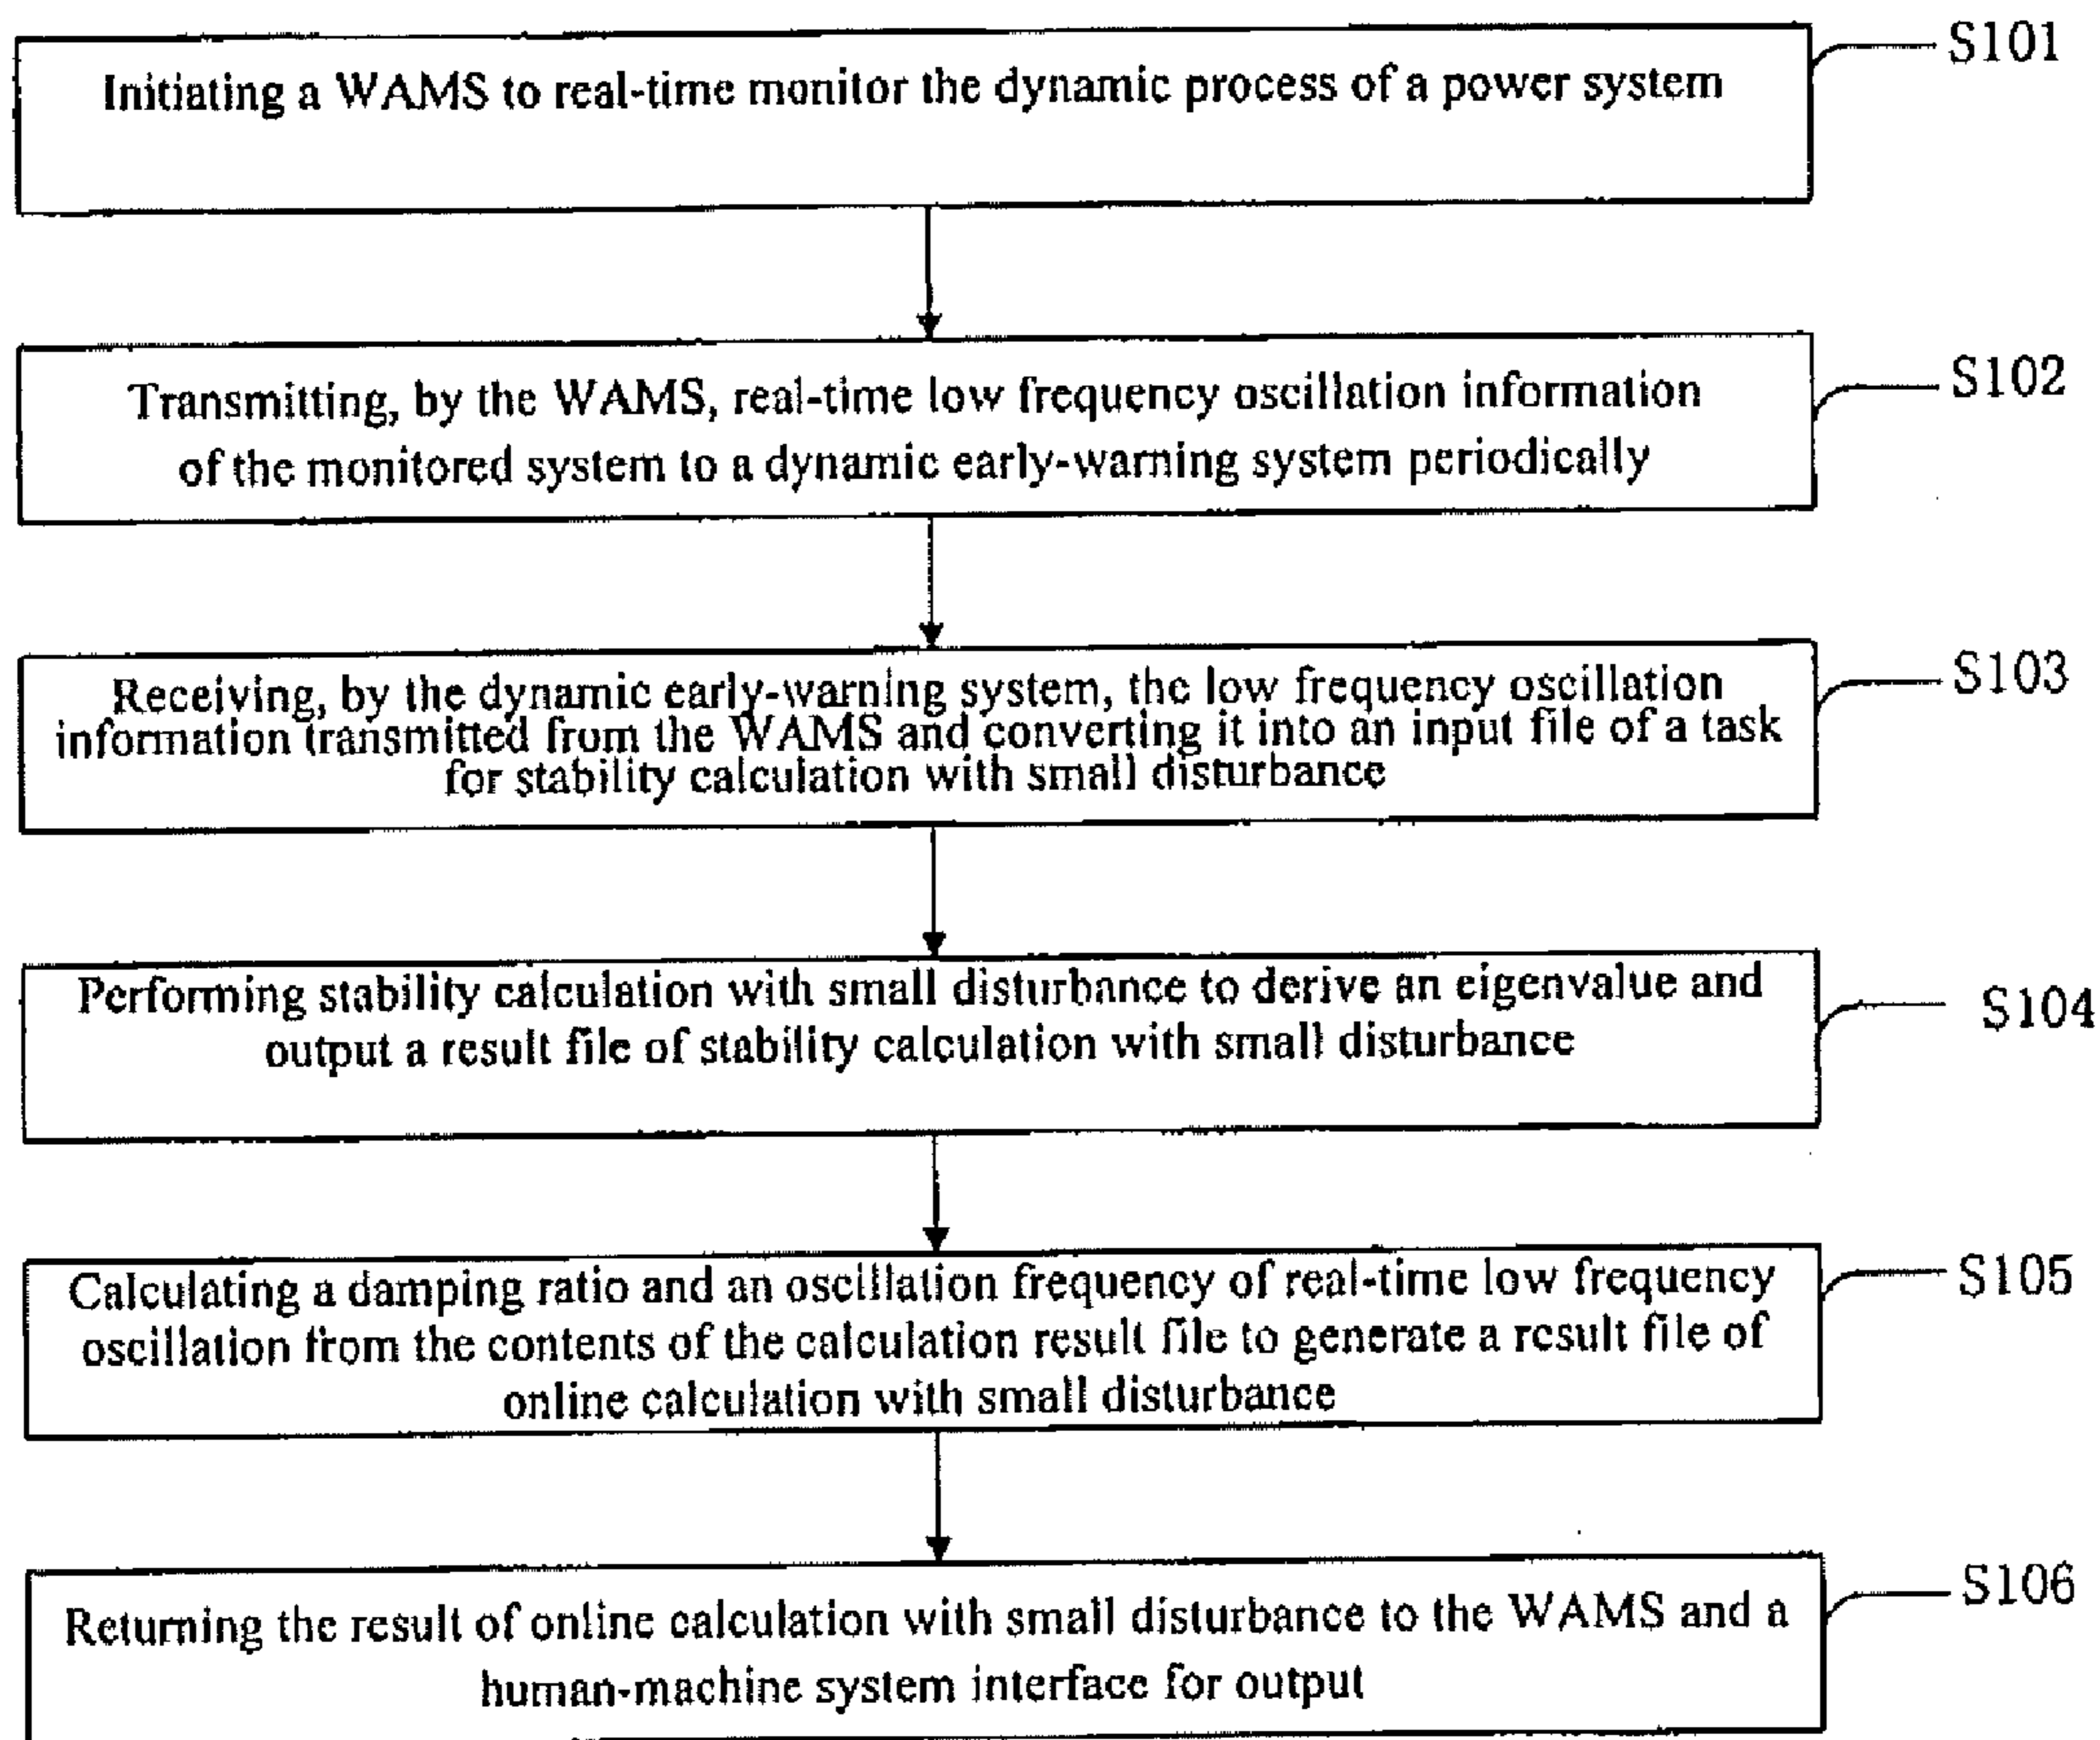 Initiating a WAMS to real-time monitor the dynamic process of a power system
S101
Transmitting, by the WAMS, real-time low frequency oscillation information
of the monitored system to a dynamic early-warning system periodically
S102
Receiving, by the dynamic early-warning system, the low frequency oscillation
information transmitted from the WAMS and converting it into an input file of a task
for stability calculation with small disturbance
S103
Performing stability calculation with small disturbance to derive an eigenvalue and
output a result file of stability calculation with small disturbance
S104
Calculating a damping ratio and an oscillation frequency of real-time low frequency
oscillation from the contents of the calculation result file to generate a result file of
online calculation with small disturbance
S105
Returning the result of online calculation with small disturbance to the WAMS and a
human-machine system interface for output
S106